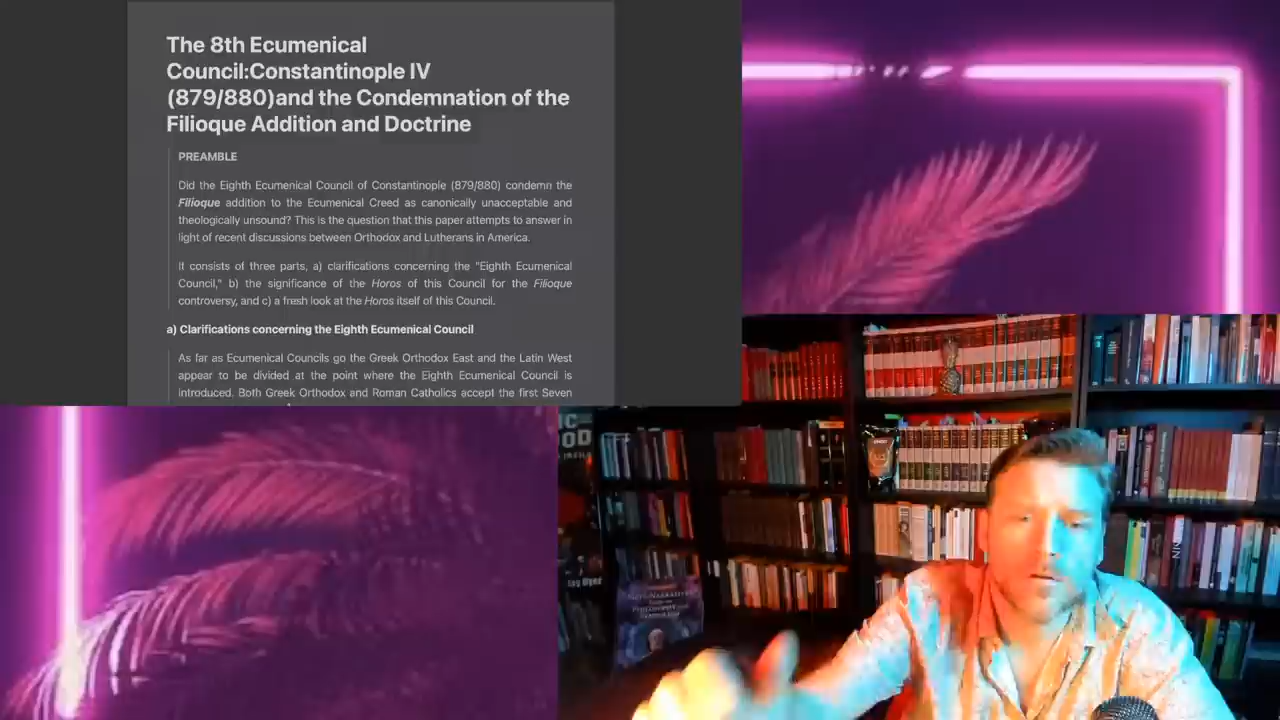 The 8th Ecumenical
Council:Constantinople IV
(879/880)and the Condemnation of the
Filioque Addition and Doctrine
PREAMBLE
Did the Eighth Ecumenical Council of Constantinople (879/880) condemn the
Filioque addition to the Ecumenical Creed as canonically unacceptable and
theologically unsound? This is the question that this paper attempts to answer in
light of recent discussions between Orthodox and Lutherans in America.
It consists of three parts, a) clarifications concerning the "Eighth Ecumenical
Council," b) the significance of the Horos of this Council for the Filioque
controversy, and c) a fresh look at the Horos itself of this Council.
a) Clarifications concerning the Eighth Ecumenical Council
As far as Ecumenical Councils go the Greek Orthodox East and the Latin West
appear to be divided at the point where the Eighth Ecumenical Council is
introduced. Both Greek Orthodox and Roman Catholics accept the first Seven